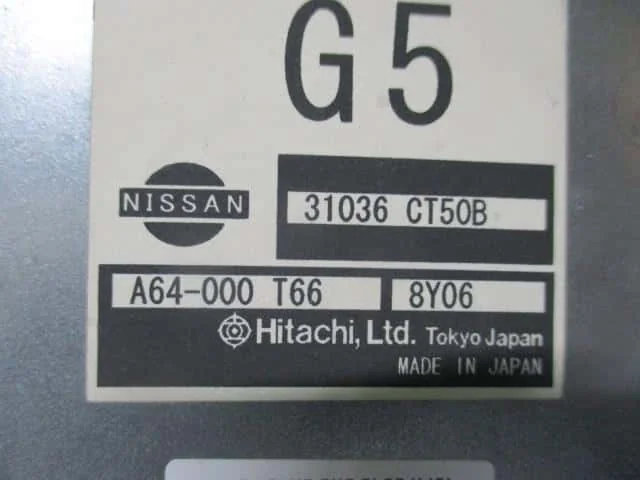 G5
NISSAN
31036 CT50B
A64-000 T66
8Y06
Hitachi, Ltd. Tokyo Japan
MADE IN JAPAN